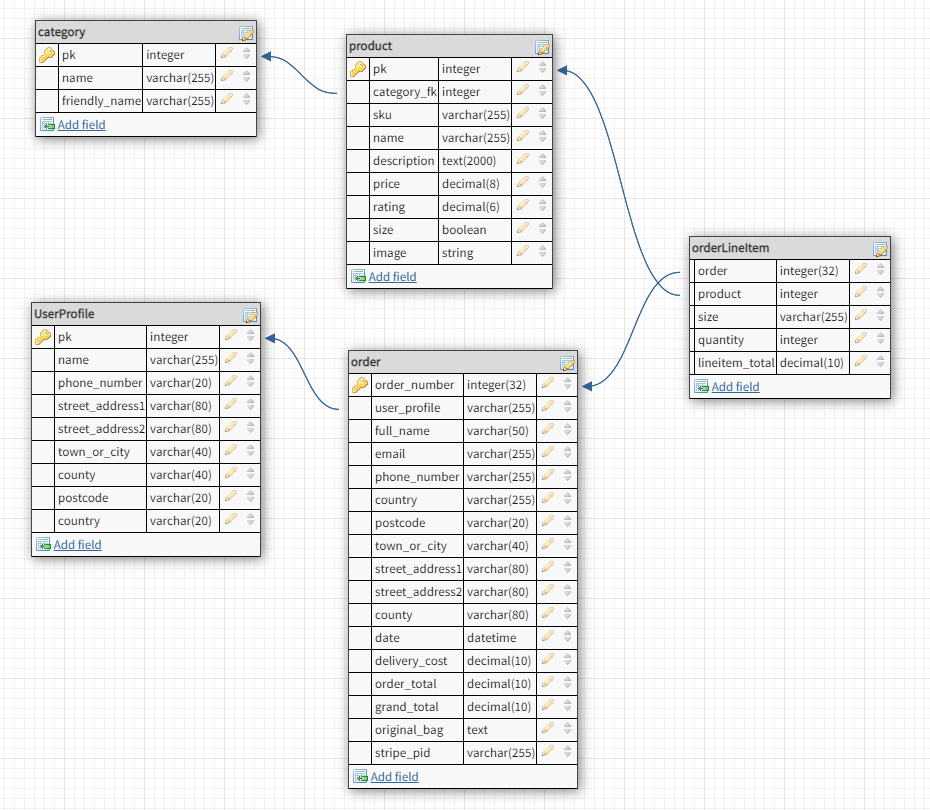 category
pk integer
name varchar(255)
friendly_name varchar(255)
Add field
product
pk integer
category_fk integer
sku varchar(255)
name varchar(255)
description text(2000)
price decimal(8)
rating decimal(6)
size boolean
image string
Add field
orderLineItem
order integer(32)
product integer
size varchar(255)
quantity integer
lineitem_total decimal(10)
Add field
UserProfile
pk integer
name varchar(255)
phone_number varchar(20)
street_address1 varchar(80)
street_address2 varchar(80)
town_or_city varchar(40)
county varchar(40)
postcode varchar(20)
country varchar(20)
Add field
order
order_number integer(32)
user_profile varchar(255)
full_name varchar(50)
email varchar(255)
phone_number varchar(255)
country varchar(255)
postcode varchar(20)
town_or_city varchar(40)
street_address1 varchar(80)
street_address2 varchar(80)
county varchar(80)
date datetime
delivery_cost decimal(10)
order_total decimal(10)
grand_total decimal(10)
original_bag text
stripe_pid varchar(255)
Add field